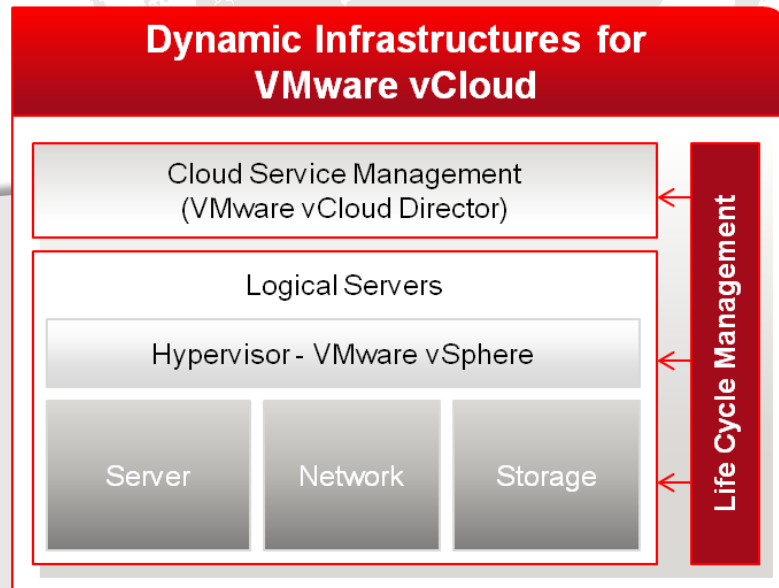 Dynamic Infrastructures for
VMware vCloud
Cloud Service Management
(VMware vCloud Director)
Logical Servers
Hypervisor - VMware vSphere
Server
Network
Storage
Life Cycle Management